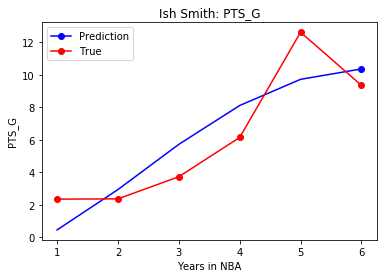 Ish Smith: PTS_G
Prediction
True
PTS_G
12
10
8
6
4
2
0
1 2 3 4 5 6
Years in NBA